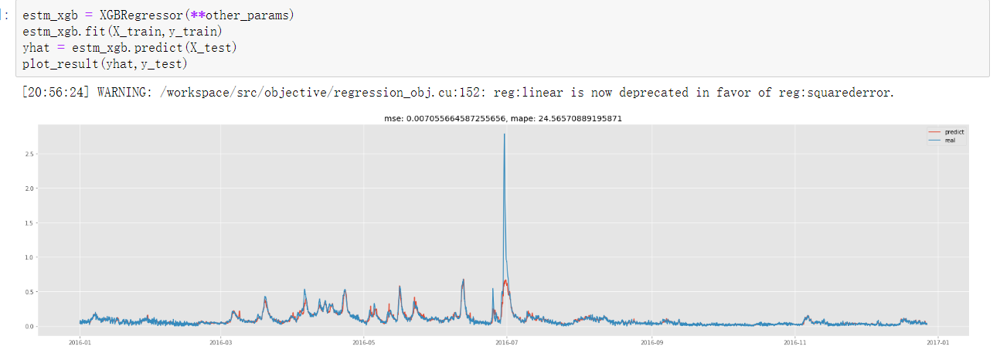 ]:
estm_xgb = XGBRegressor(**other_params)
estm_xgb.fit(X_train,y_train)
yhat = estm_xgb.predict(X_test)
plot_result(yhat,y_test)
[20:56:24] WARNING: /workspace/src/objective/regression_obj.cu:152: reg:linear is now deprecated in favor of reg:squarederror.
mse: 0.007055664587255656, mape: 24.56570889195871
predict
real
2.5
2.0
1.5
1.0
0.5
0.0
2016-01 2016-03 2016-05 2016-07 2016-09 2016-11 2017-01